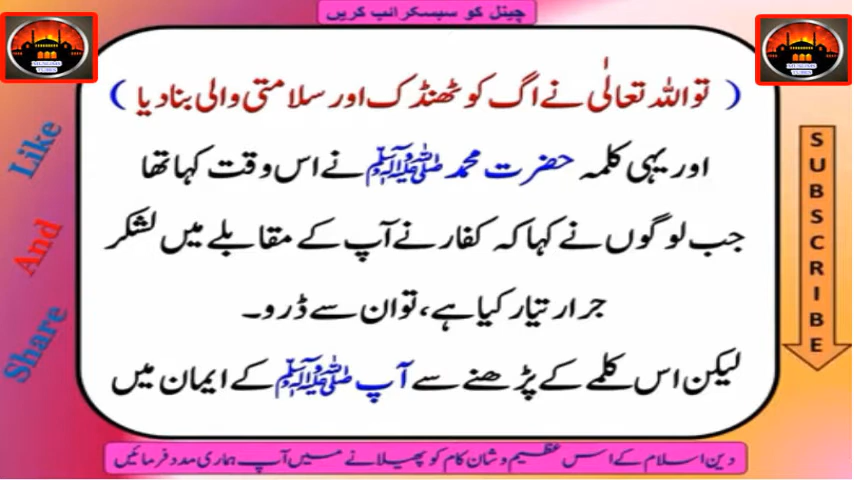 چینل کو سبسکرائب کریں
( تو اللہ تعالٰی نے اگ کو ٹھنڈک اور سلامتی والی بنا دیا )
اور یہی کلمہ حضرت محمد ﷺ نے اس وقت کہا تھا
جب لوگوں نے کہا کہ کفار نے آپ کے مقابلے میں لشکر
جرار تیار کیا ہے، تو ان سے ڈرو۔
لیکن اس کلمے کے پڑھنے سے آپ ﷺ کے ایمان میں
دین اسلام کے اس عظیم و شان کام کو پھیلانے میں آپ ہماری مدد فرمائیں
Like
And
Share
SUBSCRIBE